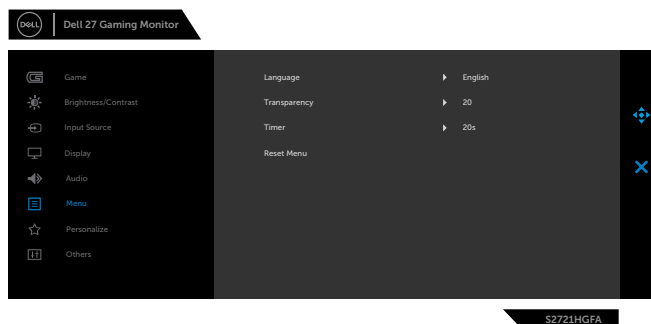 DELL
Dell 27 Gaming Monitor
Game
Language English
Brightness/Contrast
Transparency 20
Input Source
Timer 20s
Display
Reset Menu
Audio
Menu
Personalize
Others
S2721HGFA